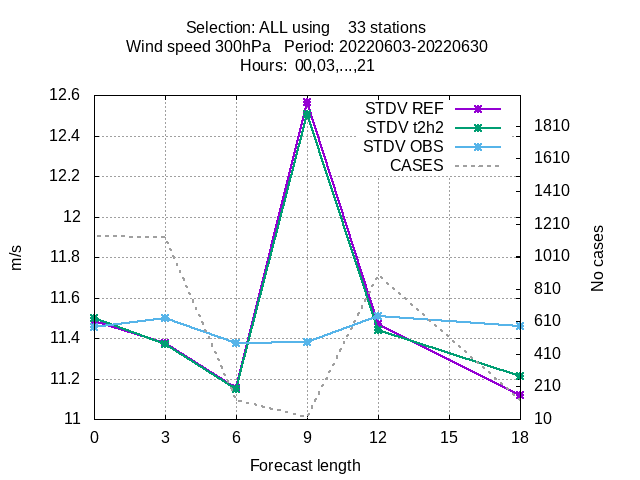 Selection: ALL using 33 stations
Wind speed 300hPa Period: 20220603-20220630
Hours: 00,03,...,21
STDV REF
STDV t2h2
STDV OBS
CASES
12.6
12.4
12.2
12
11.8
11.6
11.4
11.2
11
1810
1610
1410
1210
1010
810
610
410
210
10
m/s
No cases
0 3 6 9 12 15 18
Forecast length